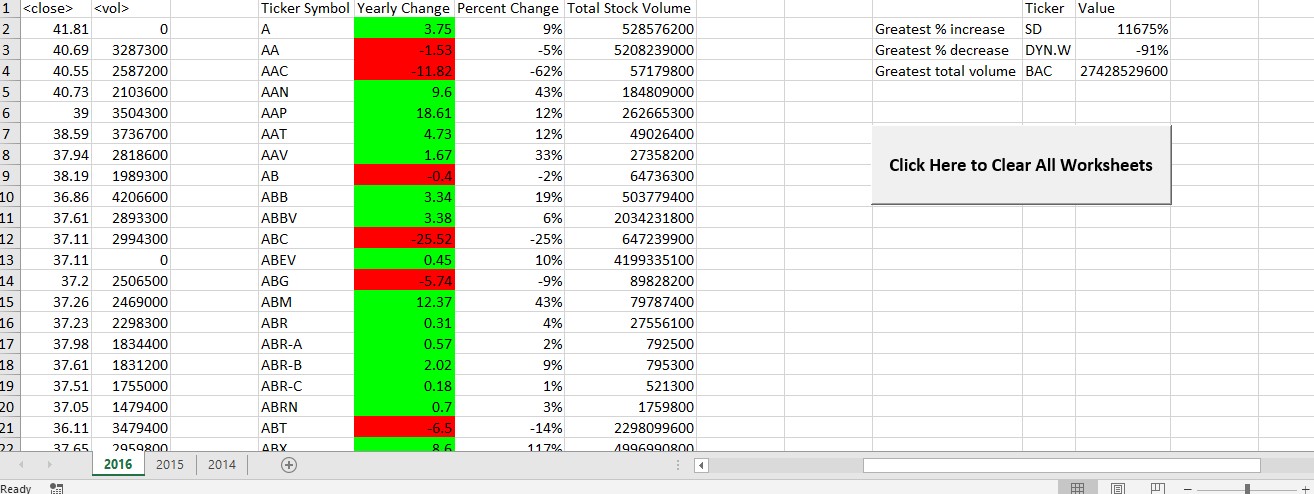 1 <close> <vol> Ticker Symbol Yearly Change Percent Change Total Stock Volume Ticker Value
2 41.81 0 A 3.75 9% 528576200 Greatest % increase SD 11675%
3 40.69 3287300 AA -1.53 -5% 5208239000 Greatest % decrease DYN.W -91%
4 40.55 2587200 AAC -11.82 -62% 57179800 Greatest total volume BAC 27428529600
5 40.73 2103600 AAN 9.6 43% 184809000
6 39 3504300 AAP 18.61 12% 262665300
7 38.59 3736700 AAT 4.73 12% 49026400
8 37.94 2818600 AAV 1.67 33% 27358200
9 38.19 1989300 AB -0.4 -2% 64736300
10 36.86 4206600 ABB 3.34 19% 503779400
11 37.61 2893300 ABBV 3.38 6% 2034231800
12 37.11 2994300 ABC -25.52 -25% 647239900
13 37.11 0 ABEV 0.45 10% 4199335100
14 37.2 2506500 ABG -5.74 -9% 89828200
15 37.26 2469000 ABM 12.37 43% 79787400
16 37.23 2298300 ABR 0.31 4% 27556100
17 37.98 1834400 ABR-A 0.57 2% 792500
18 37.61 1831200 ABR-B 2.02 9% 795300
19 37.51 1755000 ABR-C 0.18 1% 521300
20 37.05 1479400 ABRN 0.7 3% 1759800
21 36.11 3479400 ABT -6.5 -14% 2298099600
22 37.65 2959800 ABX 8.6 117% 4996990800
Click Here to Clear All Worksheets
2016 2015 2014
Ready